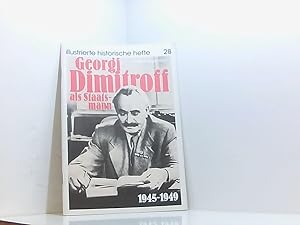 illustrierte historische hefte 28
Georgi
Dimitroff
als Staats-
mann
1945-1949